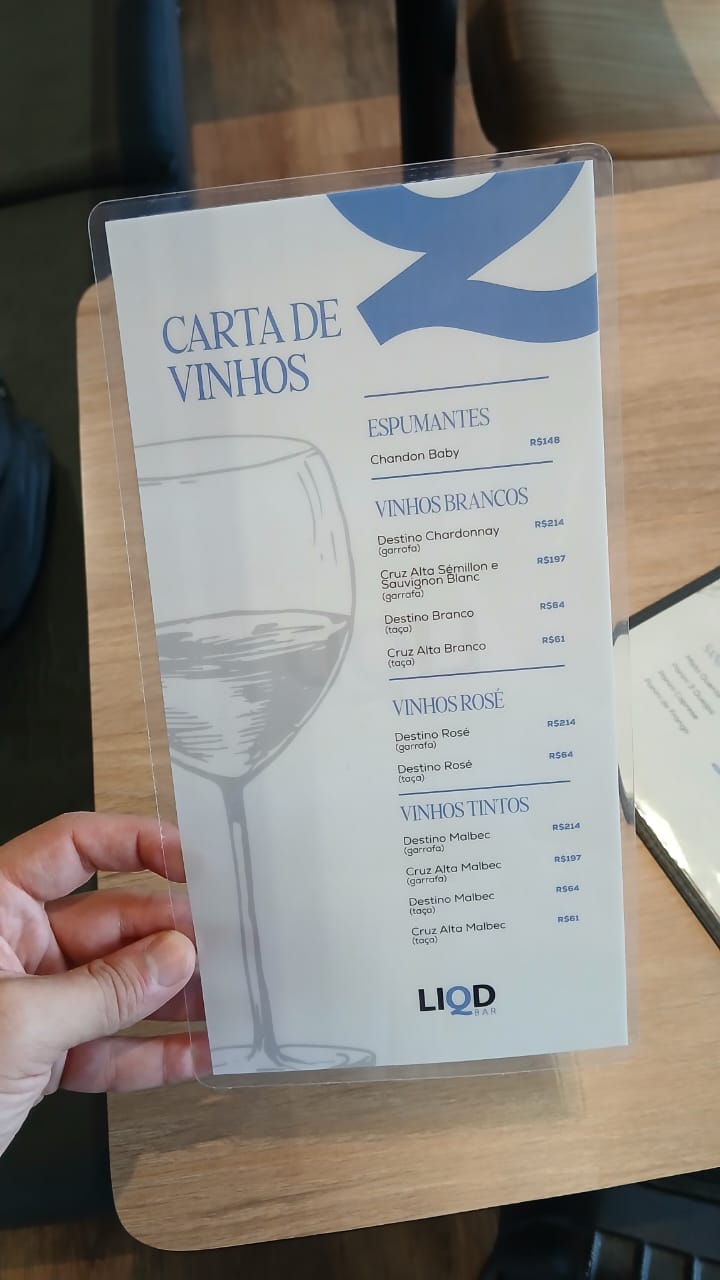 CARTA DE
VINHOS
ESPUMANTES
Chandon Baby R$148
VINHOS BRANCOS
Destino Chardonnay R$214
(garrafa)
Cruz Alta Sémillon e R$197
Sauvignon Blanc
(garrafa)
Destino Branco R$64
(taça)
Cruz Alta Branco R$61
(taça)
VINHOS ROSÉ
Destino Rosé R$214
(garrafa)
Destino Rosé R$64
(taça)
VINHOS TINTOS
Destino Malbec R$214
(garrafa)
Cruz Alta Malbec R$197
(garrafa)
Destino Malbec R$64
(taça)
Cruz Alta Malbec R$61
(taça)
LIQD
BAR